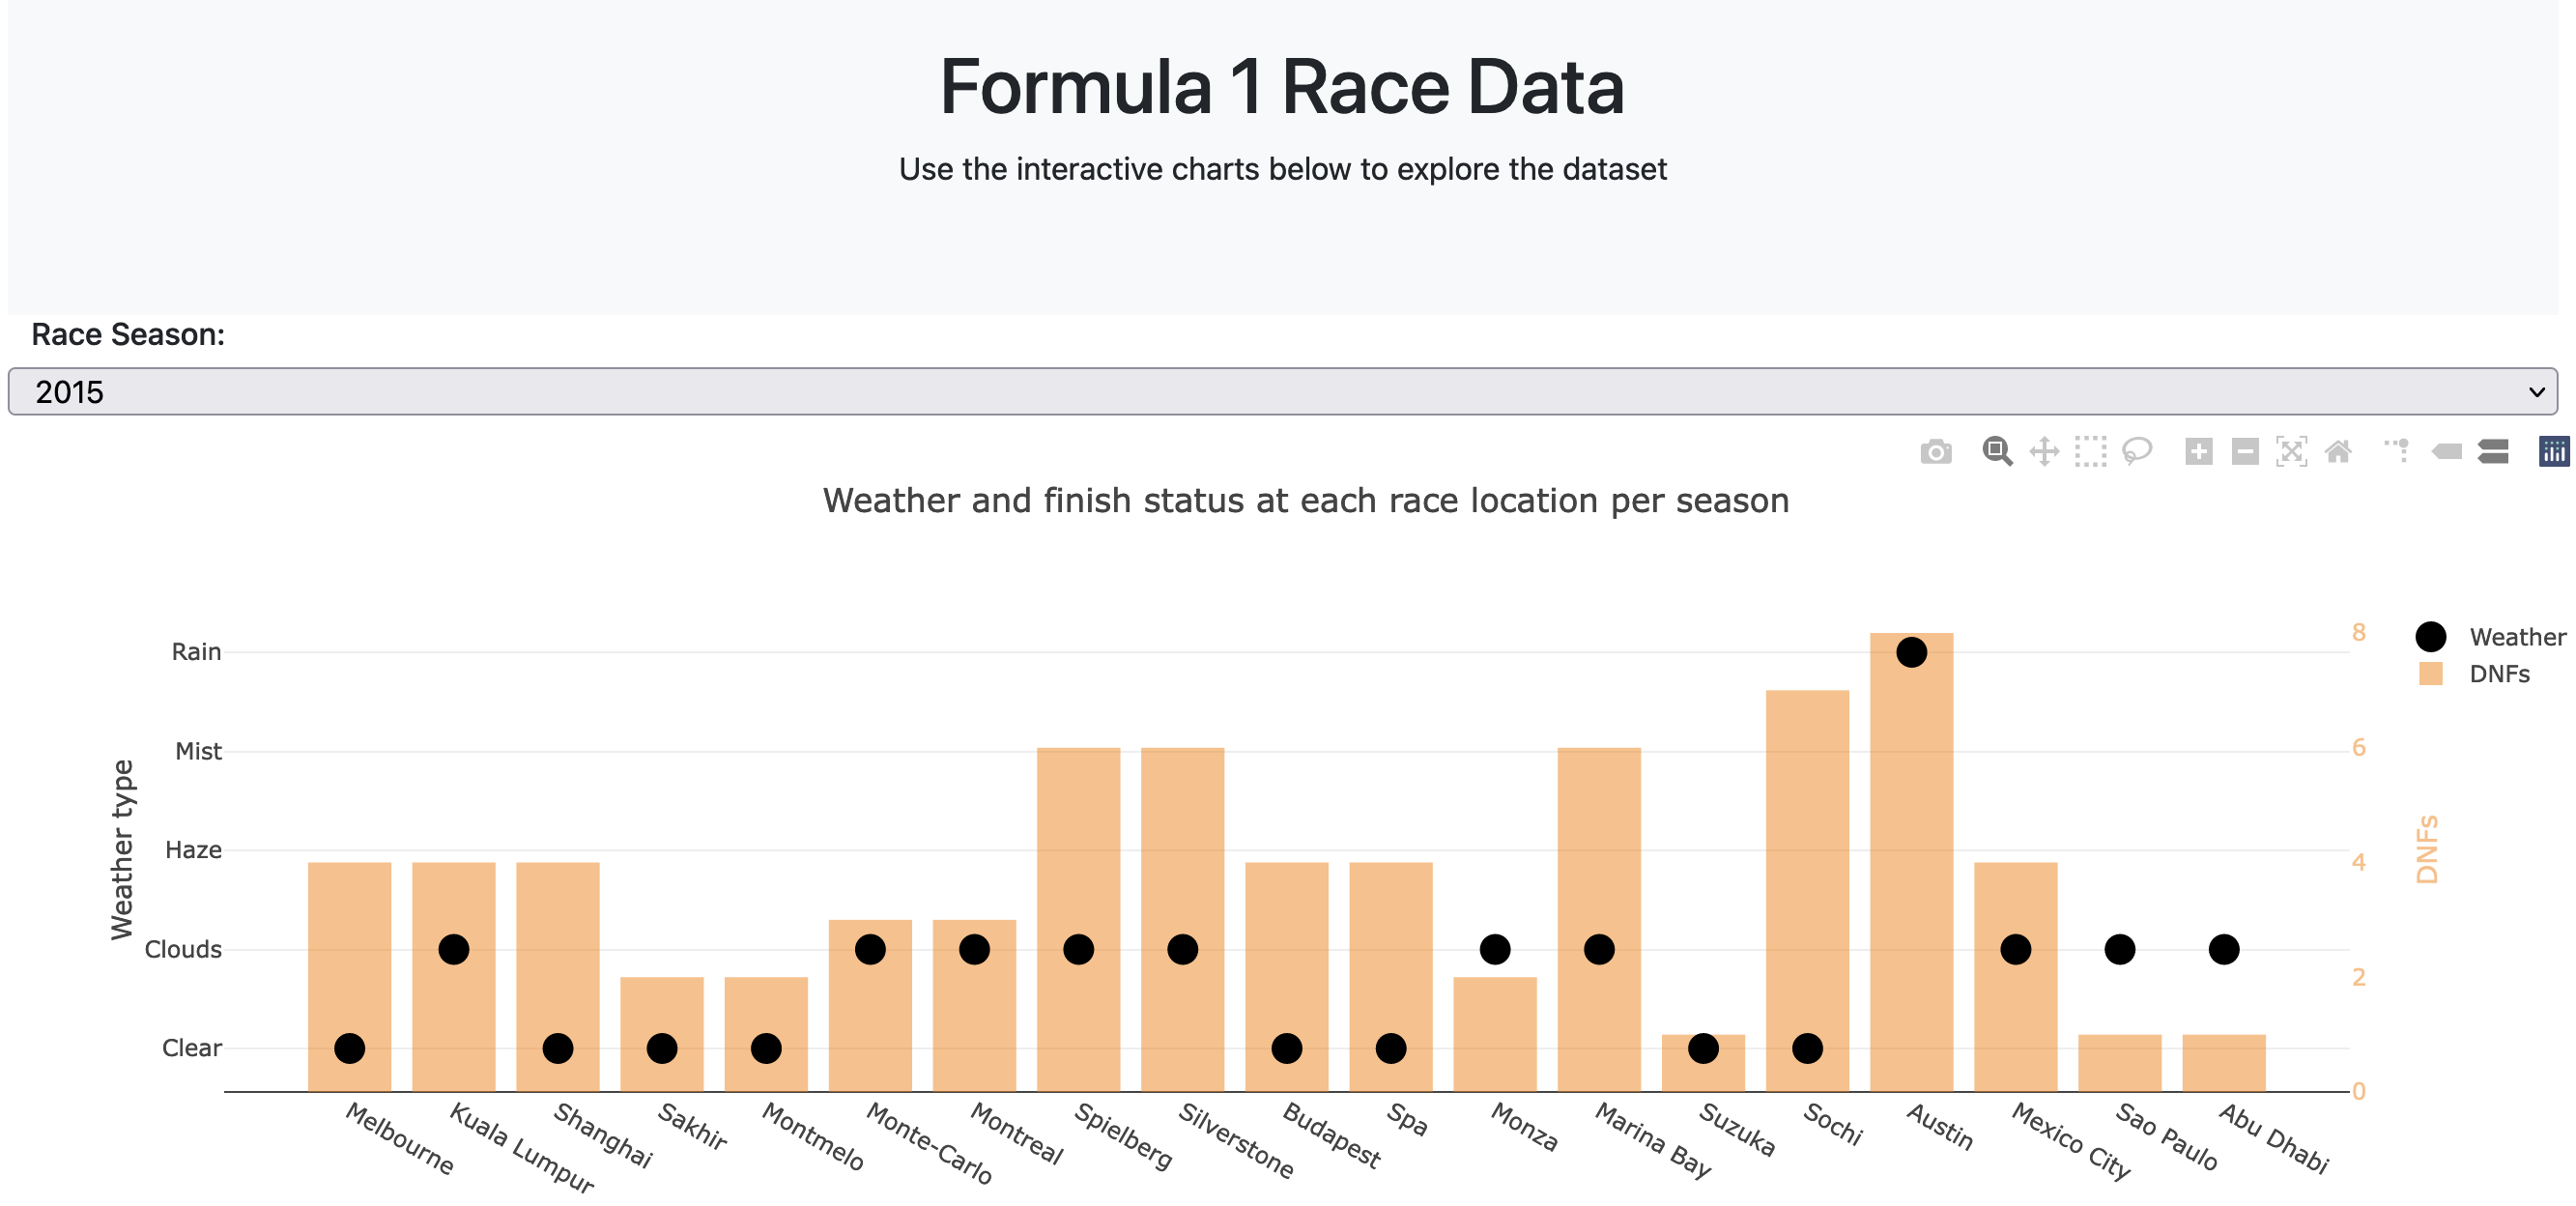 Formula 1 Race Data
Use the interactive charts below to explore the dataset
Race Season:
2015
Weather and finish status at each race location per season
Weather type
Rain
Mist
Haze
Clouds
Clear
8
6
4
2
0
DNFs
Weather
DNFs
Melbourne
Kuala Lumpur
Shanghai
Sakhir
Montmelo
Monte-Carlo
Montreal
Spielberg
Silverstone
Budapest
Spa
Monza
Marina Bay
Suzuka
Sochi
Austin
Mexico City
Sao Paulo
Abu Dhabi